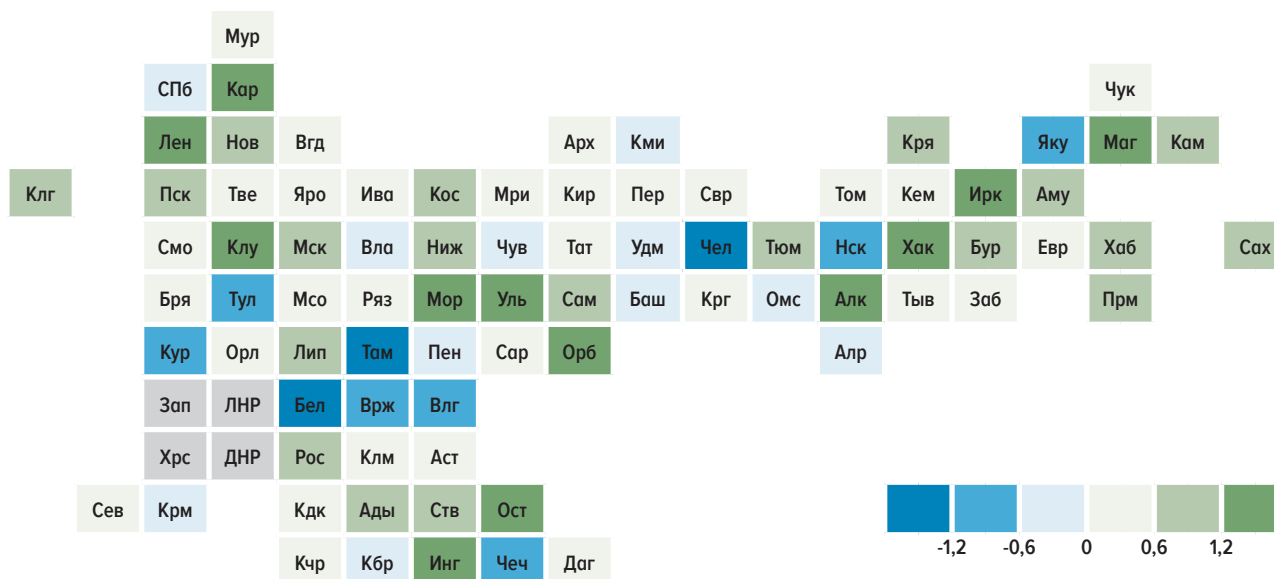 Мур
СПб Кар Чук
Лен Нов Вгд Арх Кми Кря Яку Маг Кам
Клг Пск Тве Яро Ива Кос Мри Кир Пер Свр Том Кем Ирк Аму
Смо Клу Мск Вла Ниж Чув Тат Удм Чел Тюм Нск Хак Бур Евр Хаб Сах
Бря Тул Мсо Ряз Мор Уль Сам Баш Крг Омс Алк Тыв Заб Прм
Кур Орл Лип Там Пен Сар Орб Алр
Зап ЛНР Бел Врж Влг
Хрс ДНР Рос Клм Аст
Сев Крм Кдк Ады Ств Ост
-1,2 -0,6 0 0,6 1,2
Кчр Кбр Инг Чеч Даг